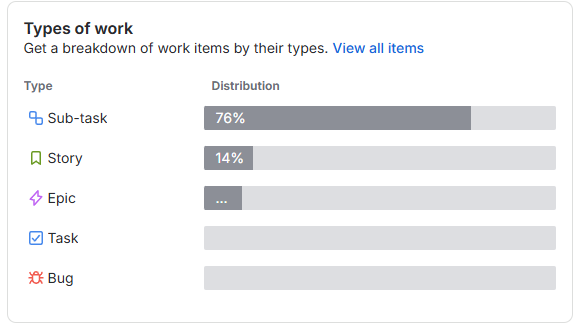 Types of work
Get a breakdown of work items by their types. View all items
Type Distribution
Sub-task 76%
Story 14%
Epic ...
Task
Bug